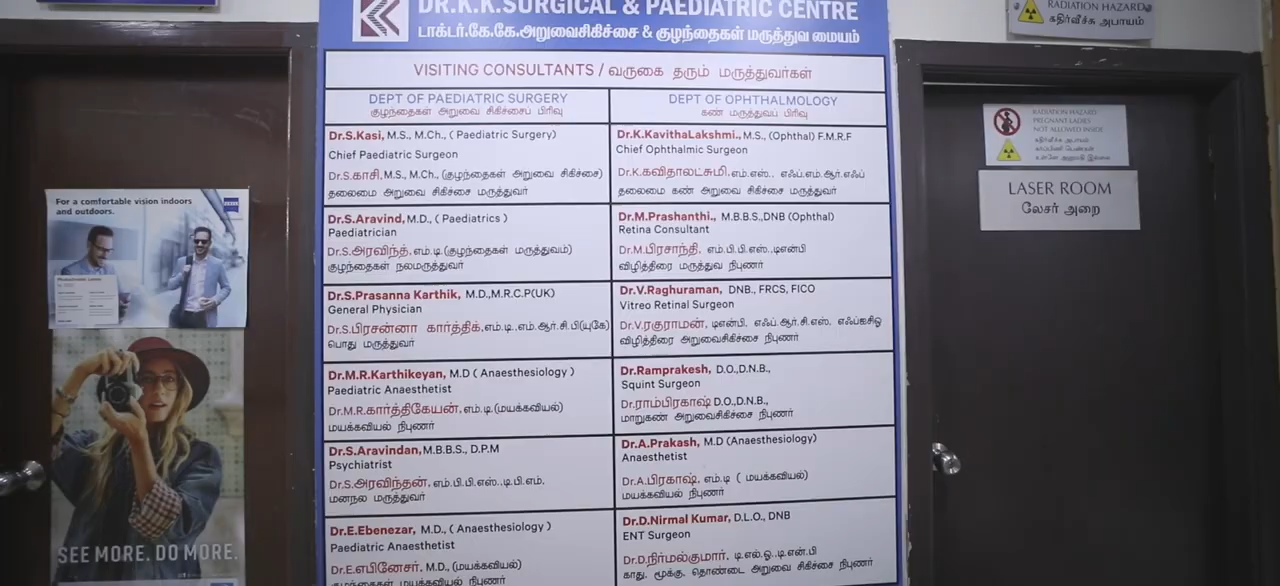 DR.K.K.SURGICAL & PAEDIATRIC CENTRE
டாக்டர்.கே.கே.அறுவைசிகிச்சை & குழந்தைகள் மருத்துவ மையம்
VISITING CONSULTANTS / வருகை தரும் மருத்துவர்கள்
DEPT OF PAEDIATRIC SURGERY
குழந்தைகள் அறுவை சிகிச்சைப் பிரிவு
Dr.S.Kasi, M.S., M.Ch., ( Paediatric Surgery)
Chief Paediatric Surgeon
Dr.S.காசி, M.S., M.Ch., (குழந்தைகள் அறுவை சிகிச்சை)
தலைமை அறுவை சிகிச்சை மருத்துவர்
Dr.S.Aravind, M.D., ( Paediatrics )
Paediatrician
Dr.S.அரவிந்த், எம்.டி.(குழந்தைகள் மருத்துவம்)
குழந்தைகள் நலமருத்துவர்
Dr.S.Prasanna Karthik, M.D.,M.R.C.P(UK)
General Physician
Dr.S.பிரசன்னா கார்த்திக்,எம்.டி.,எம்.ஆர்.சி.பி(யுகே)
பொது மருத்துவர்
Dr.M.R.Karthikeyan, M.D ( Anaesthesiology )
Paediatric Anaesthetist
Dr.M.R.கார்த்திகேயன், எம்.டி.(மயக்கவியல்)
மயக்கவியல் நிபுணர்
Dr.S.Aravindan, M.B.B.S., D.P.M
Psychiatrist
Dr.S.அரவிந்தன், எம்.பி.பி.எஸ்..டி.பி.எம்.
மனநல மருத்துவர்
Dr.E.Ebenezar, M.D., ( Anaesthesiology )
Paediatric Anaesthetist
Dr.E.எபினேசர், M.D., (மயக்கவியல்)
குழந்தைகள் மயக்கவியல் நிபுணர்
DEPT OF OPHTHALMOLOGY
கண் மருத்துவப் பிரிவு
Dr.K.KavithaLakshmi., M.S., (Ophthal) F.M.R.F
Chief Ophthalmic Surgeon
Dr.K.கவிதாலட்சுமி.எம்.எஸ்.. எஃப்.எம்.ஆர்.எஃப்
தலைமை கண் அறுவை சிகிச்சை மருத்துவர்
Dr.M.Prashanthi., M.B.B.S.,DNB (Ophthal)
Retina Consultant
Dr.M.பிரசாந்தி, எம்.பி.பி.எஸ்..டிஎன்பி
விழித்திரை மருத்துவ நிபுணர்
Dr.V.Raghuraman, DNB., FRCS, FICO
Vitreo Retinal Surgeon
Dr.V.ரகுராமன், டிஎன்பி. எஃப்.ஆர்.சி.எஸ். எஃப்ஐசிஓ
விழித்திரை அறுவைசிகிச்சை நிபுணர்
Dr.Ramprakesh, D.O.,D.N.B.,
Squint Surgeon
Dr.ராம்பிரகாஷ் D.O.,D.N.B.,
மாறுகண் அறுவைசிகிச்சை நிபுணர்
Dr.A.Prakash, M.D (Anaesthesiology)
Anaesthetist
Dr.A.பிரகாஷ், எம்.டி ( மயக்கவியல்)
மயக்கவியல் நிபுணர்
Dr.D.Nirmal Kumar, D.L.O., DNB
ENT Surgeon
Dr.D.நிர்மல்குமார், டி.எல்.ஓ..டி.என்.பி
காது. மூக்கு. தொண்டை அறுவை சிகிச்சை நிபுணர்
For a comfortable vision indoors
and outdoors.
ZEISS
SEE MORE. DO MORE.
RADIATION HAZARD
கதிர்வீச்சு அபாயம்
RADIATION HAZARD
PREGNANT LADIES
NOT ALLOWED INSIDE
கதிர்வீச்சு அபாயம்
LASER ROOM
லேசர் அறை